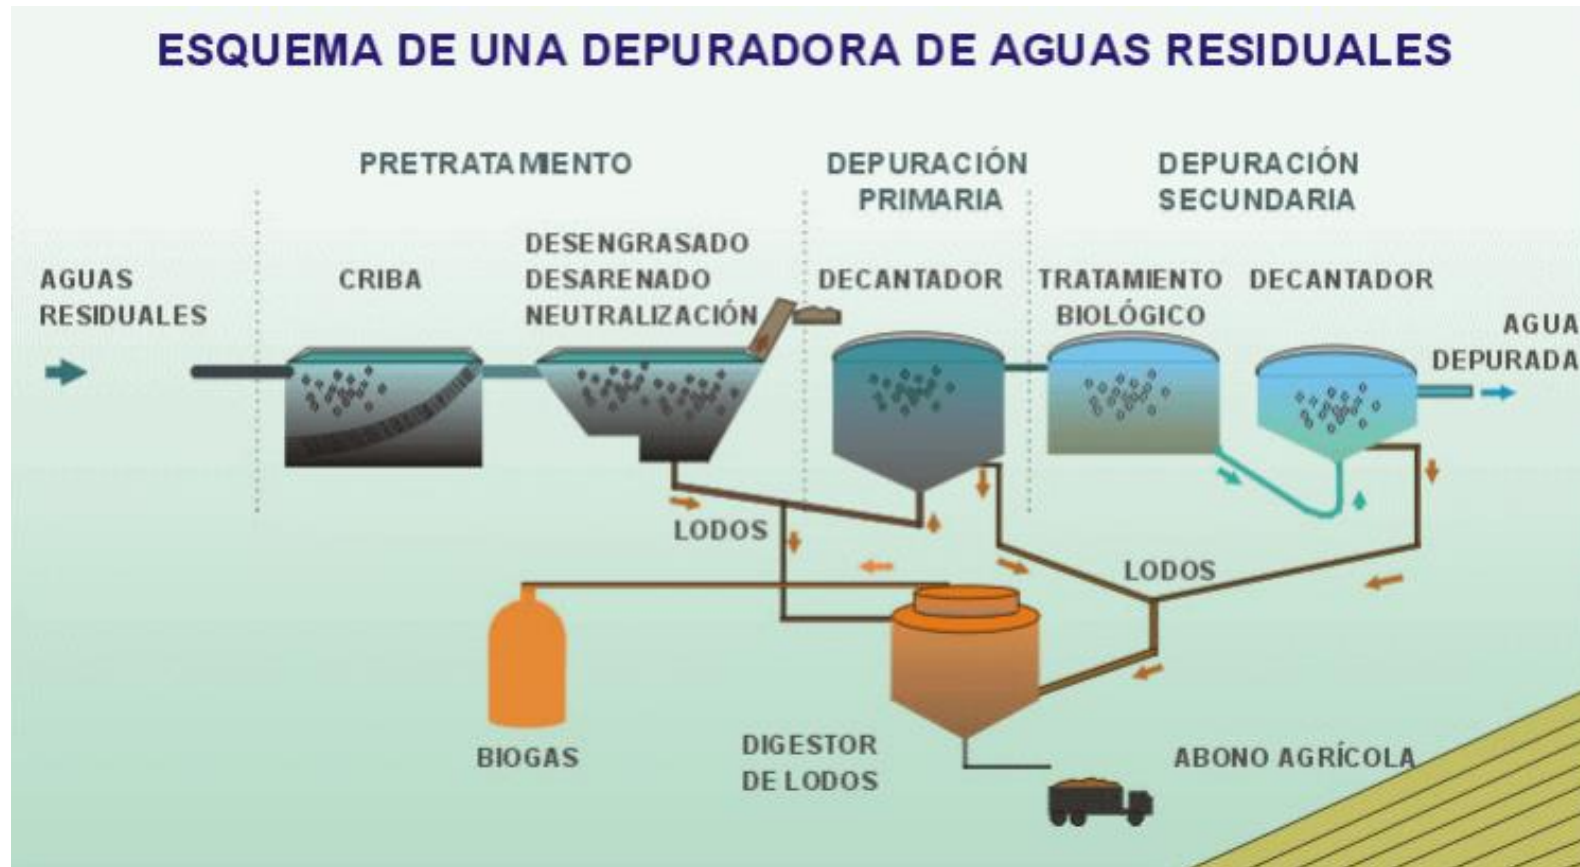 ESQUEMA DE UNA DEPURADORA DE AGUAS RESIDUALES
PRETRATAMIENTO
DEPURACIÓN
PRIMARIA
DEPURACIÓN
SECUNDARIA
AGUAS
RESIDUALES
CRIBA
DESENGRASADO
DESARENADO
NEUTRALIZACIÓN
DECANTADOR
TRATAMIENTO
BIOLÓGICO
DECANTADOR
AGUA
DEPURADA
LODOS
LODOS
BIOGAS
DIGESTOR
DE LODOS
ABONO AGRÍCOLA